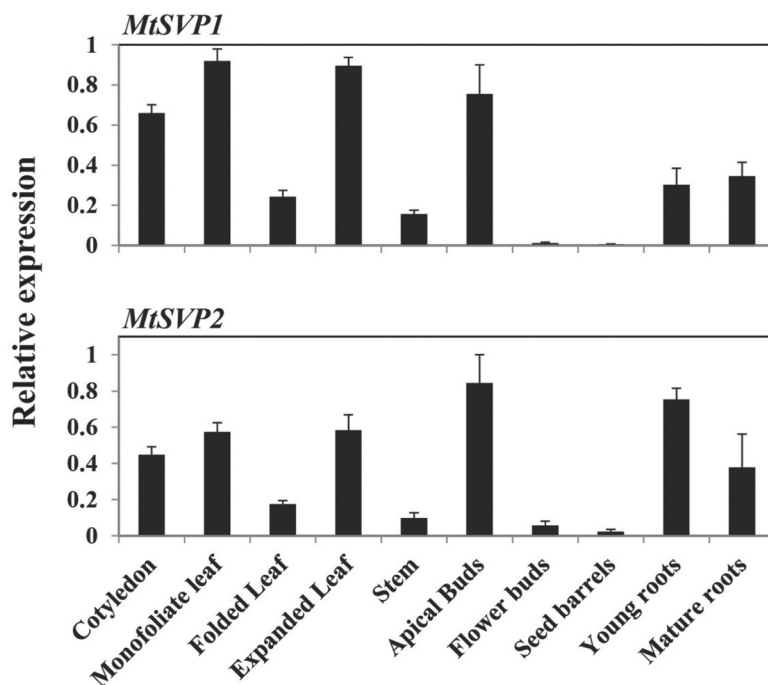 MtSVP1
1
0.8
0.6
0.4
0.2
0
Relative expression
MtSVP2
1
0.8
0.6
0.4
0.2
0
Cotyledon
Monofoliate leaf
Folded Leaf
Expanded Leaf
Stem
Apical Buds
Flower buds
Seed barrels
Young roots
Mature roots